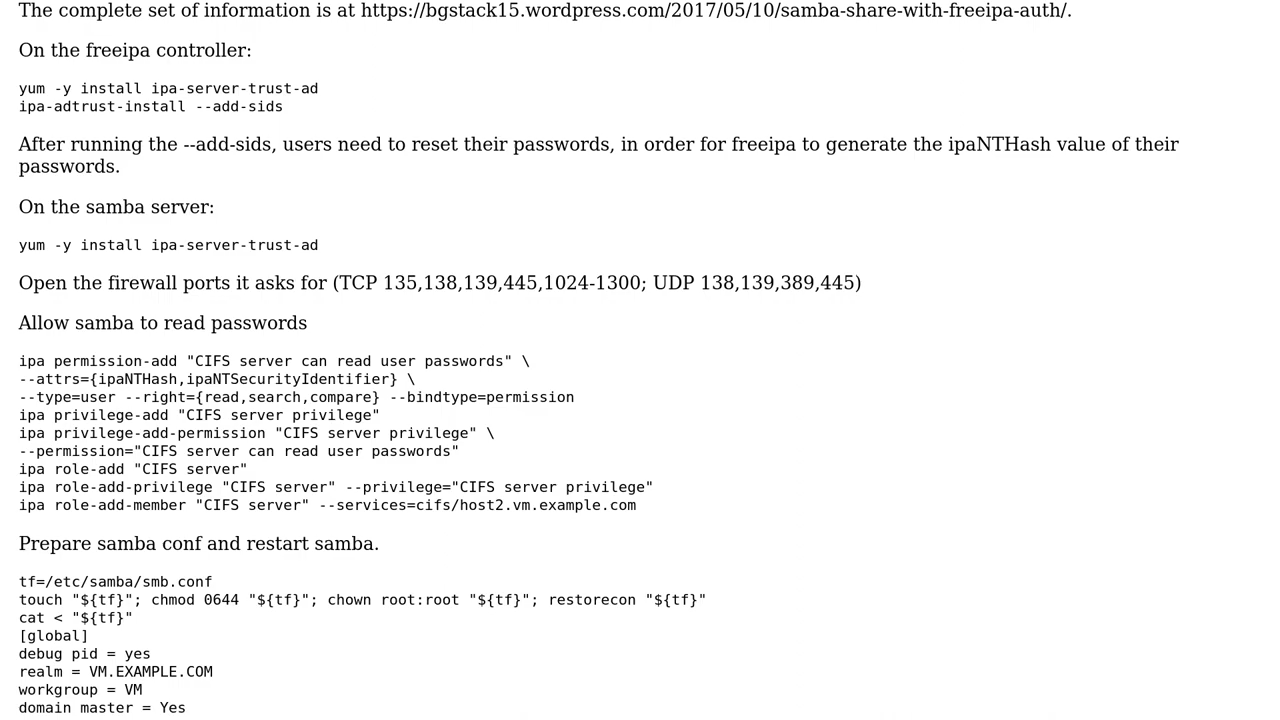 The complete set of information is at https://bgstack15.wordpress.com/2017/05/10/samba-share-with-freeipa-auth/.
On the freeipa controller:
yum -y install ipa-server-trust-ad
ipa-adtrust-install --add-sids
After running the --add-sids, users need to reset their passwords, in order for freeipa to generate the ipaNTHash value of their
passwords.
On the samba server:
yum -y install ipa-server-trust-ad
Open the firewall ports it asks for (TCP 135,138,139,445,1024-1300; UDP 138,139,389,445)
Allow samba to read passwords
ipa permission-add "CIFS server can read user passwords" \
--attrs={ipaNTHash,ipaNTSecurityIdentifier} \
--type=user --right={read,search,compare} --bindtype=permission
ipa privilege-add "CIFS server privilege"
ipa privilege-add-permission "CIFS server privilege" \
--permission="CIFS server can read user passwords"
ipa role-add "CIFS server"
ipa role-add-privilege "CIFS server" --privilege="CIFS server privilege"
ipa role-add-member "CIFS server" --services=cifs/host2.vm.example.com
Prepare samba conf and restart samba.
tf=/etc/samba/smb.conf
touch "${tf}"; chmod 0644 "${tf}"; chown root:root "${tf}"; restorecon "${tf}"
cat < "${tf}"
[global]
debug pid = yes
realm = VM.EXAMPLE.COM
workgroup = VM
domain master = Yes